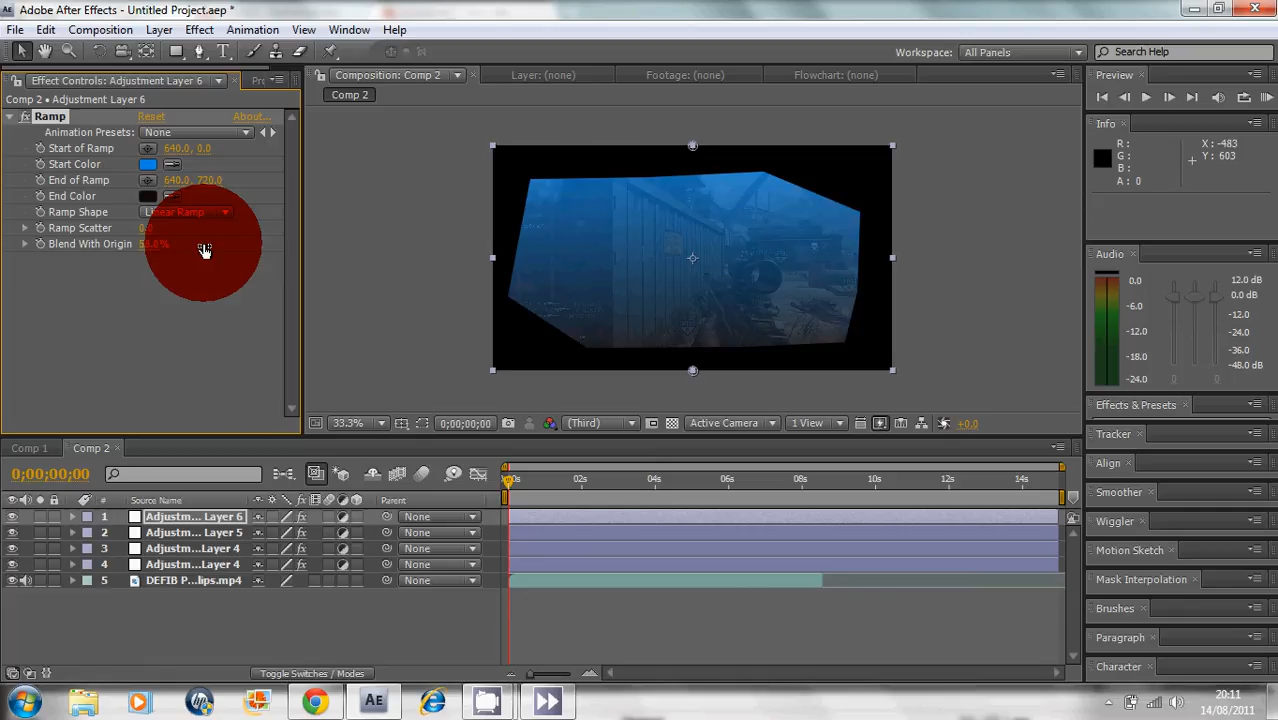 AE Adobe After Effects - Untitled Project.aep *
File Edit Composition Layer Effect Animation View Window Help
Workspace: All Panels Search Help
Effect Controls: Adjustment Layer 6
Composition: Comp 2 Layer: (none) Footage: (none) Flowchart: (none)
Preview
Comp 2 • Adjustment Layer 6
Comp 2
fx Ramp Reset About...
Animation Presets: None
Start of Ramp 640.0, 0.0
Start Color
End of Ramp 640.0, 720.0
End Color
Ramp Shape Linear Ramp
Ramp Scatter
Blend With Origin
Info
R: X: -483
G: Y: 603
B:
A: 0
Audio
0.0 12.0 dB
-6.0 0.0 dB
-12.0 -12.0
-24.0
-18.0 -36.0
-24.0 -48.0 dB
33.3% 0;00;00;00 (Third) Active Camera 1 View +0.0
Effects & Presets
Tracker
Align
Smoother
Wiggler
Motion Sketch
Mask Interpolation
Brushes
Paragraph
Character
Comp 1 Comp 2
0;00;00;00
02s 04s 06s 08s 10s 12s 14s
# Source Name Parent
1 Adjustm... Layer 6 fx None
2 Adjustm... Layer 5 fx None
3 Adjustm...Layer 4 fx None
4 Adjustm...Layer 4 fx None
5 DEFIB P...lips.mp4 None
Toggle Switches / Modes
AE
20:11
14/08/2011